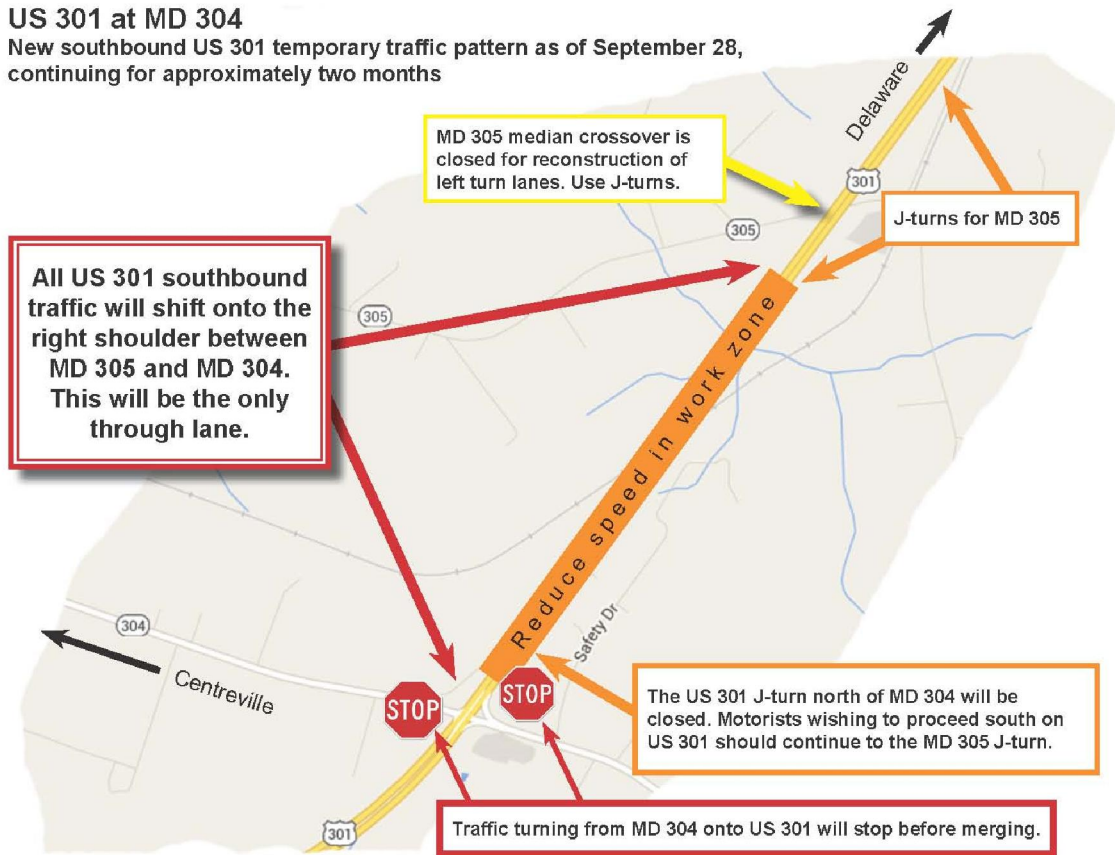 US 301 at MD 304
New southbound US 301 temporary traffic pattern as of September 28,
continuing for approximately two months
Delaware
MD 305 median crossover is
closed for reconstruction of
left turn lanes. Use J-turns.
301
J-turns for MD 305
305
All US 301 southbound
traffic will shift onto the
right shoulder between
MD 305 and MD 304.
This will be the only
through lane.
305
Reduce speed in work zone
Safety Dr
304
Centreville
STOP
STOP
The US 301 J-turn north of MD 304 will be
closed. Motorists wishing to proceed south on
US 301 should continue to the MD 305 J-turn.
301
Traffic turning from MD 304 onto US 301 will stop before merging.